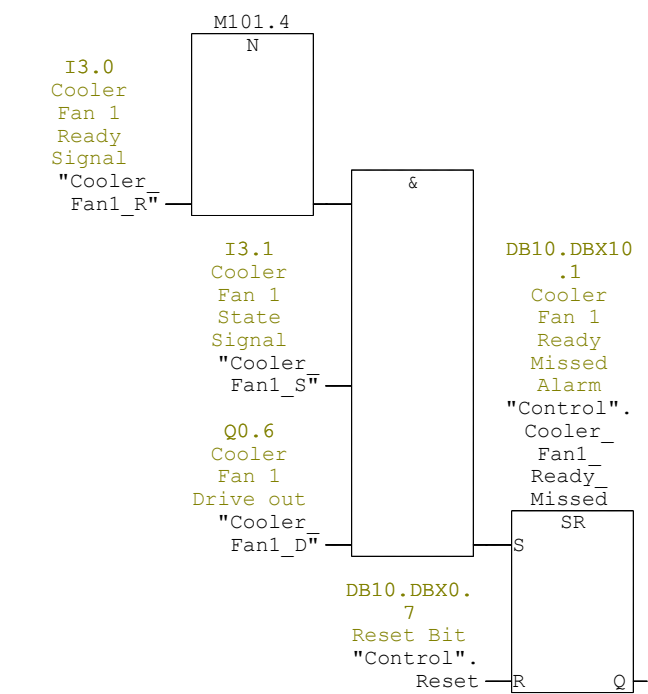 M101.4
N
I3.0
Cooler
Fan 1
Ready
Signal
"Cooler_
Fan1_R"
&
I3.1
Cooler
Fan 1
State
Signal
"Cooler_
Fan1_S"
Q0.6
Cooler
Fan 1
Drive out
"Cooler_
Fan1_D"
DB10.DBX10
.1
Cooler
Fan 1
Ready
Missed
Alarm
"Control".
Cooler_
Fan1_
Ready_
Missed
SR
S
DB10.DBX0.
7
Reset Bit
"Control".
Reset
R
Q